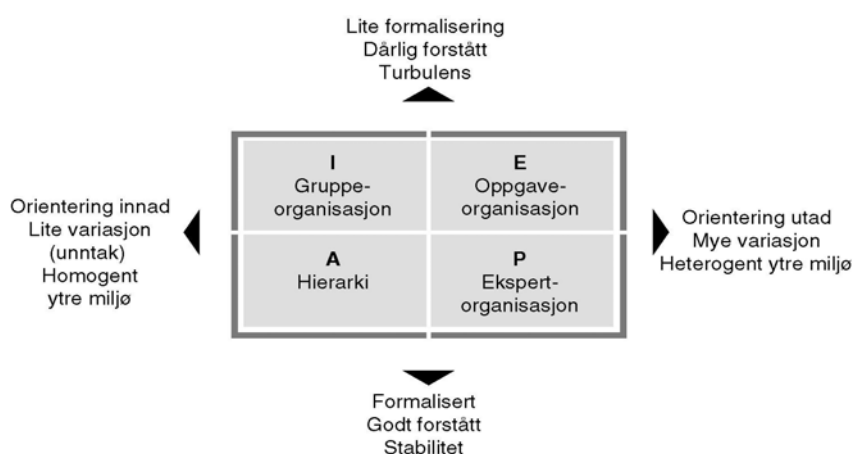 Lite formalisering
Dårlig forstått
Turbulens
I
Gruppe-
organisasjon
E
Oppgave-
organisasjon
Orientering innad
Lite variasjon
(unntak)
Homogent
ytre miljø
Orientering utad
Mye variasjon
Heterogent ytre miljø
A
Hierarki
P
Ekspert-
organisasjon
Formalisert
Godt forstått
Stabilitet